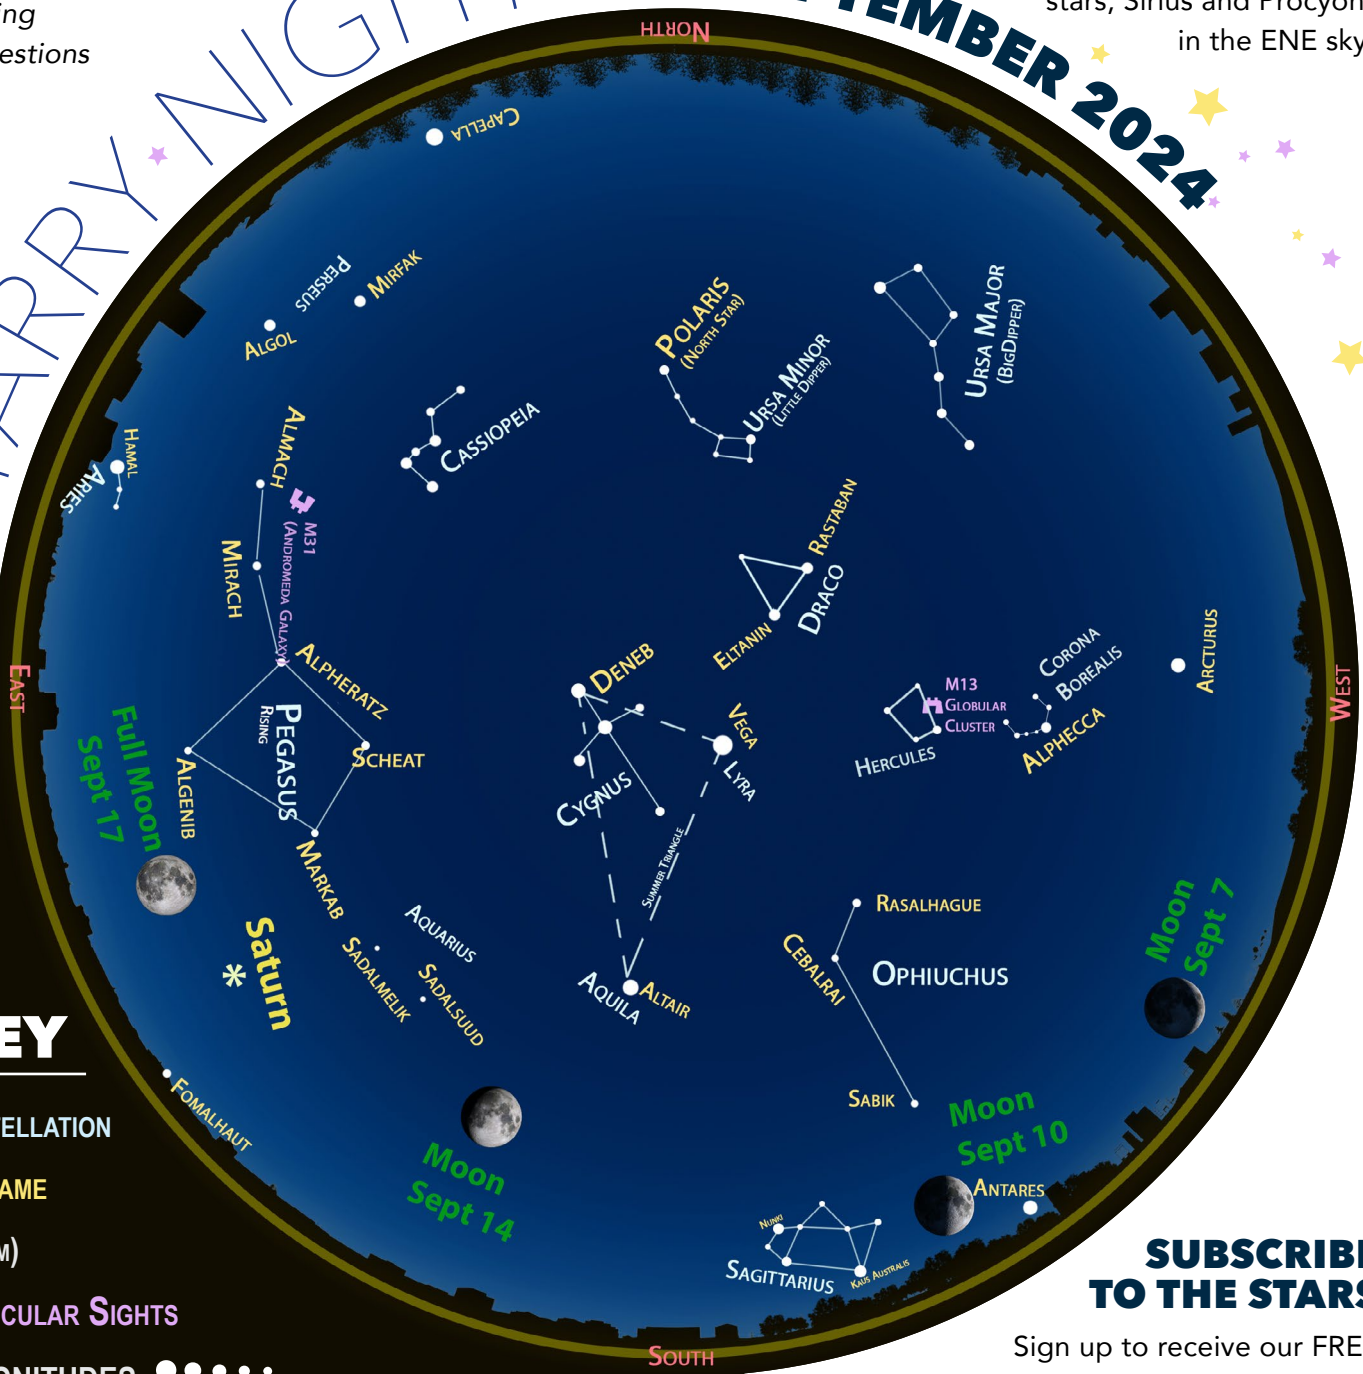 ing
estions
ARRY NIGH
TEMBER 2024
stars, Sirius and Procyon
in the ENE sky
NORTH
CAPELLA
PERSEUS
MIRFAK
ALGOL
POLARIS
(NORTH STAR)
URSA MINOR
(LITTLE DIPPER)
URSA MAJOR
(BIGDIPPER)
CASSIOPEIA
HAMAL
ARIES
ALMACH
M31
(ANDROMEDA GALAXY)
MIRACH
RASTABAN
DRACO
ELTANIN
ALPHERATZ
DENEB
VEGA
LYRA
CYGNUS
SUMMER TRIANGLE
M13
GLOBULAR
CLUSTER
HERCULES
CORONA
BOREALIS
ALPHECCA
ARCTURUS
EAST
WEST
PEGASUS
RISING
SCHEAT
ALGENIB
MARKAB
Full Moon
Sept 17
Saturn
*
AQUARIUS
SADALMELIK
SADALSUUD
AQUILA
ALTAIR
RASALHAGUE
CEBALRAI
OPHIUCHUS
SABIK
Moon
Sept 7
FOMALHAUT
Moon
Sept 14
Moon
Sept 10
ANTARES
NUNKI
SAGITTARIUS
KAUS AUSTRALIS
SOUTH
EY
ELLATION
AME
M)
CULAR SIGHTS
GNITUDES
SUBSCRIBE
TO THE STARS
Sign up to receive our FRE